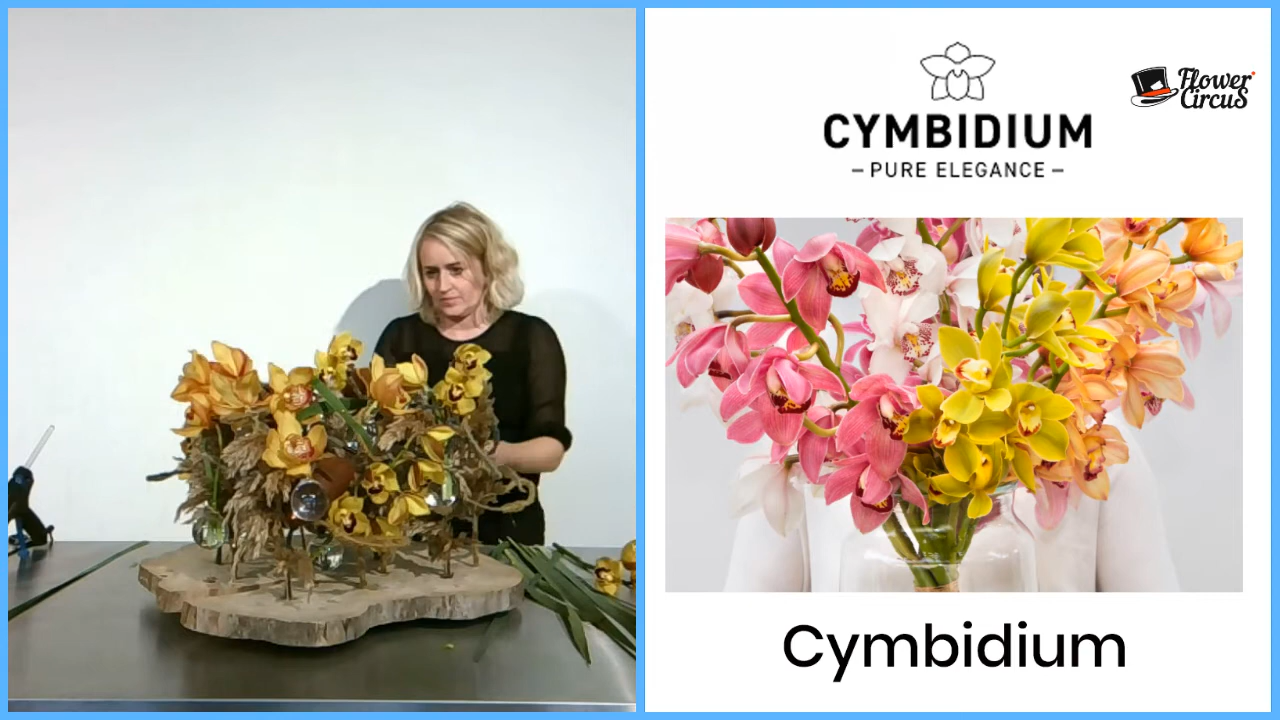 CYMBIDIUM
– PURE ELEGANCE –
Flower
Circus
Cymbidium